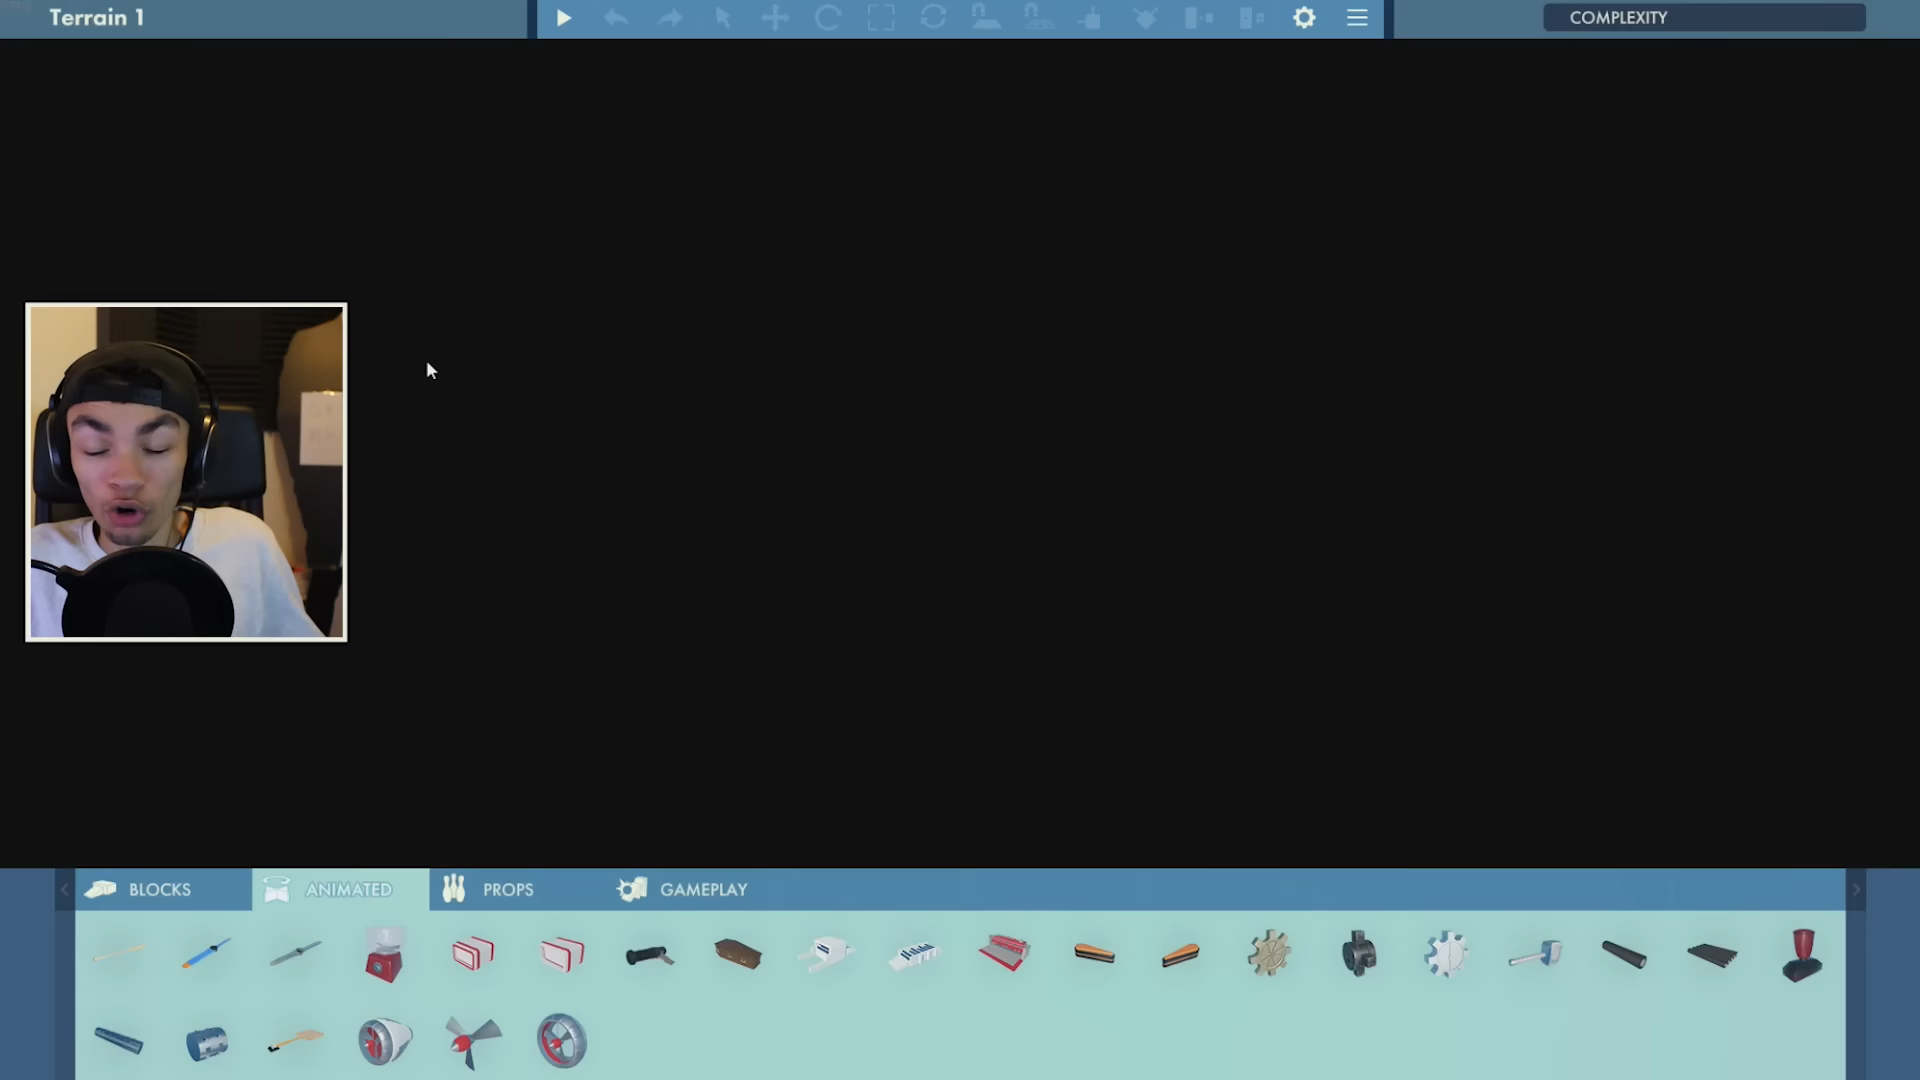 Terrain 1
COMPLEXITY
BLOCKS
ANIMATED
PROPS
GAMEPLAY